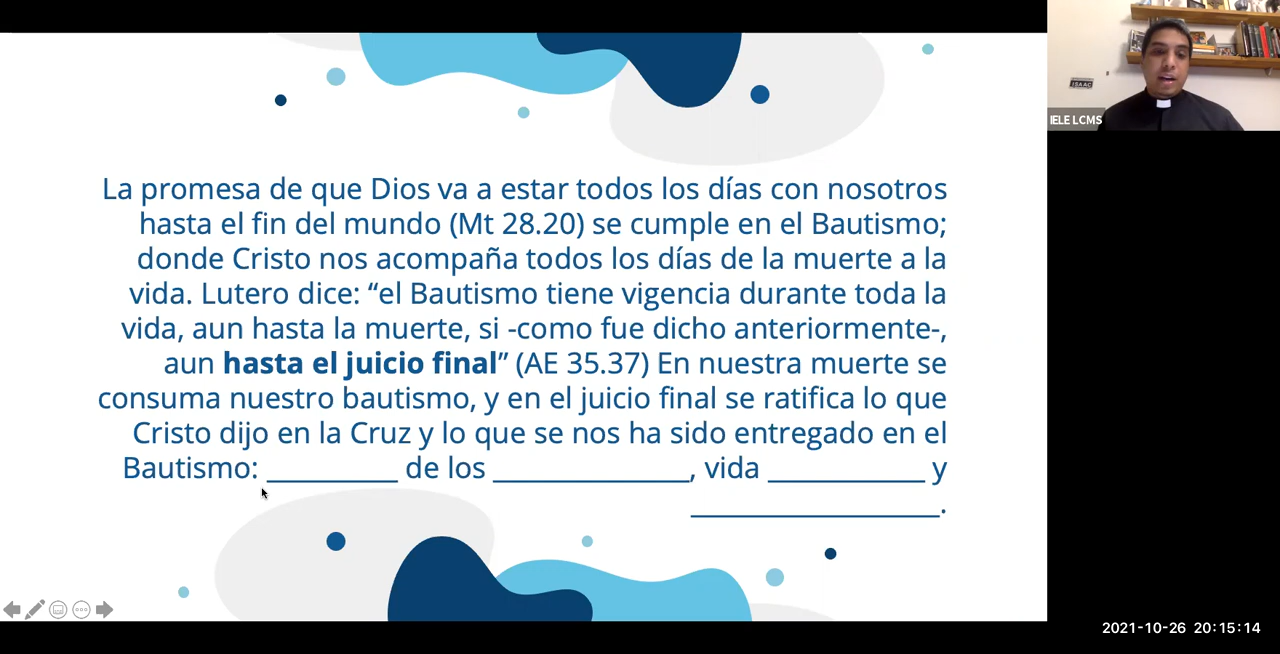 La promesa de que Dios va a estar todos los días con nosotros
hasta el fin del mundo (Mt 28.20) se cumple en el Bautismo;
donde Cristo nos acompaña todos los días de la muerte a la
vida. Lutero dice: “el Bautismo tiene vigencia durante toda la
vida, aun hasta la muerte, si -como fue dicho anteriormente-,
aun hasta el juicio final” (AE 35.37) En nuestra muerte se
consuma nuestro bautismo, y en el juicio final se ratifica lo que
Cristo dijo en la Cruz y lo que se nos ha sido entregado en el
Bautismo: _________ de los ______________, vida ___________ y
__________________.
ISAAC
IELE LCMS
2021-10-26 20:15:14